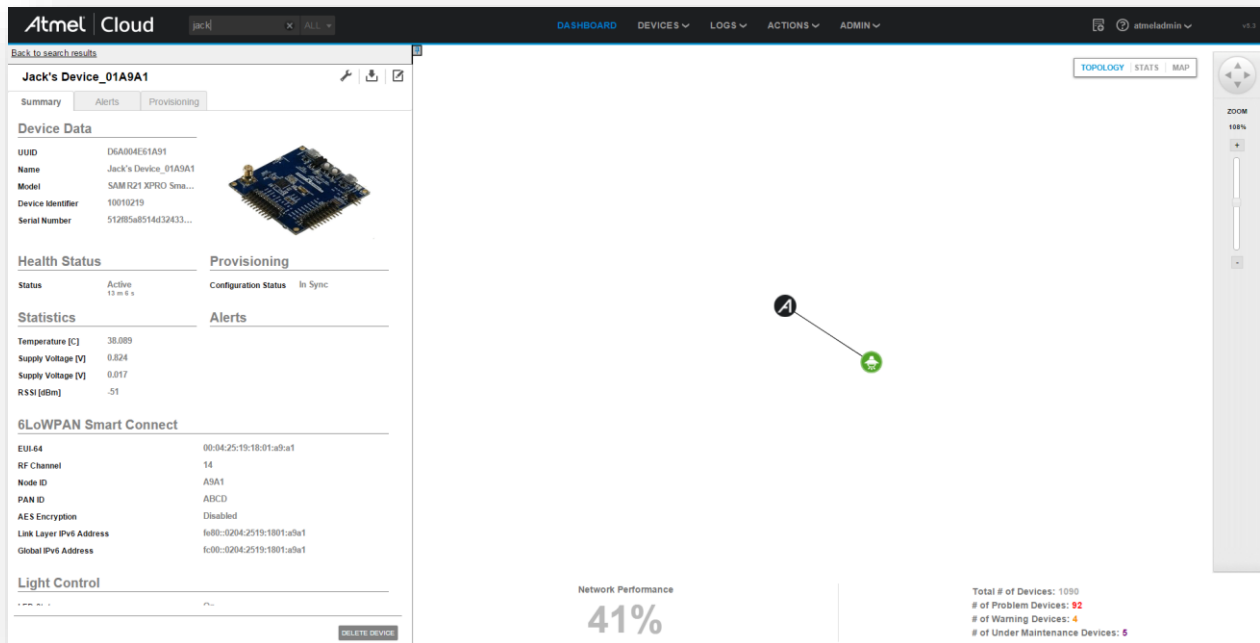 Atmel Cloud jack ALL DASHBOARD DEVICES LOGS ACTIONS ADMIN atmeladmin v5.3
Back to search results
Jack's Device_01A9A1
TOPOLOGY STATS MAP
Summary Alerts Provisioning
ZOOM
108%
+
-
Device Data
UUID D6A004E61A91
Name Jack's Device_01A9A1
Model SAM R21 XPRO Sma...
Device Identifier 10010219
Serial Number 512f85a8514d32433...
Health Status Provisioning
Status Active Configuration Status In Sync
13 m 6 s
Statistics Alerts
Temperature [C] 38.089
Supply Voltage [V] 0.824
Supply Voltage [V] 0.017
RSSI [dBm] -51
6LoWPAN Smart Connect
EUI-64 00:04:25:19:18:01:a9:a1
RF Channel 14
Node ID A9A1
PAN ID ABCD
AES Encryption Disabled
Link Layer IPv6 Address fe80::0204:2519:1801:a9a1
Global IPv6 Address fc00::0204:2519:1801:a9a1
Light Control
DELETE DEVICE
Network Performance
41%
Total # of Devices: 1090
# of Problem Devices: 92
# of Warning Devices: 4
# of Under Maintenance Devices: 5